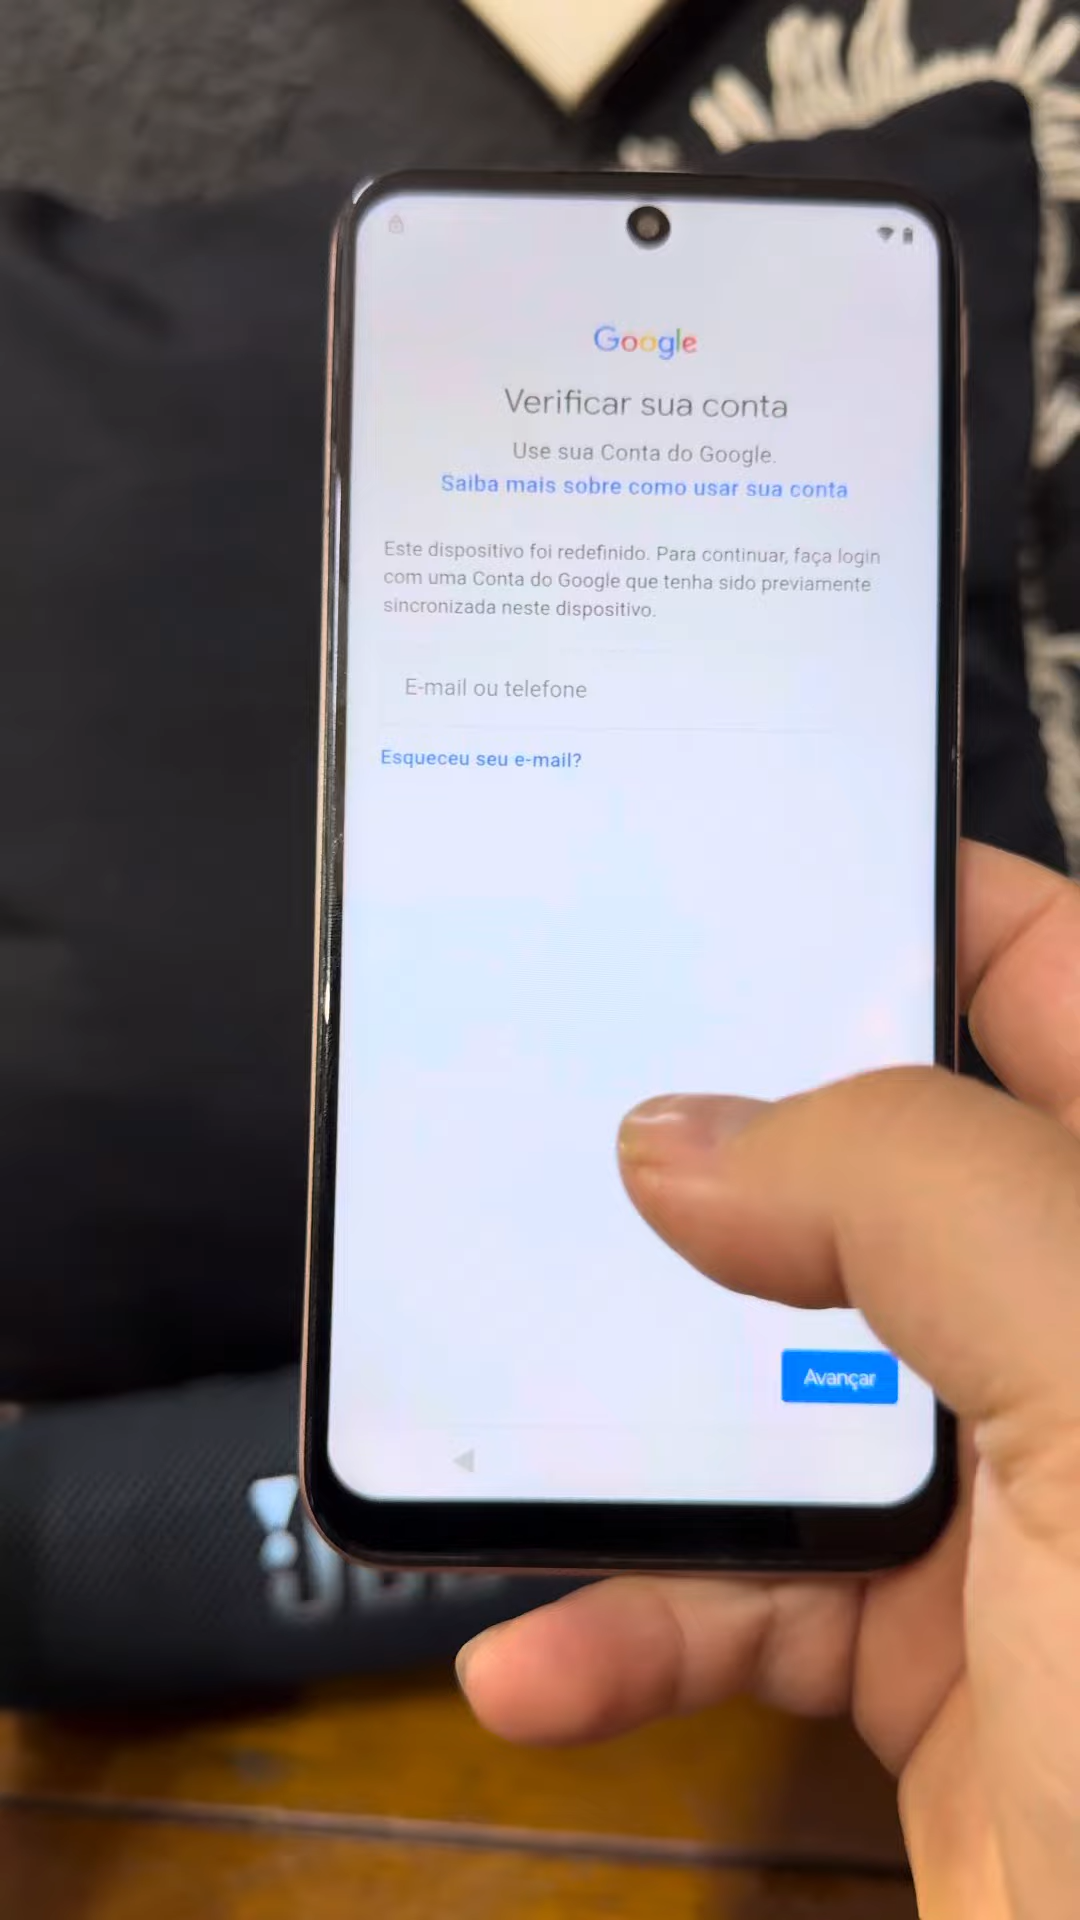 Google
Verificar sua conta
Use sua Conta do Google.
Saiba mais sobre como usar sua conta
Este dispositivo foi redefinido. Para continuar, faça login
com uma Conta do Google que tenha sido previamente
sincronizada neste dispositivo.
E-mail ou telefone
Esqueceu seu e-mail?
Avançar